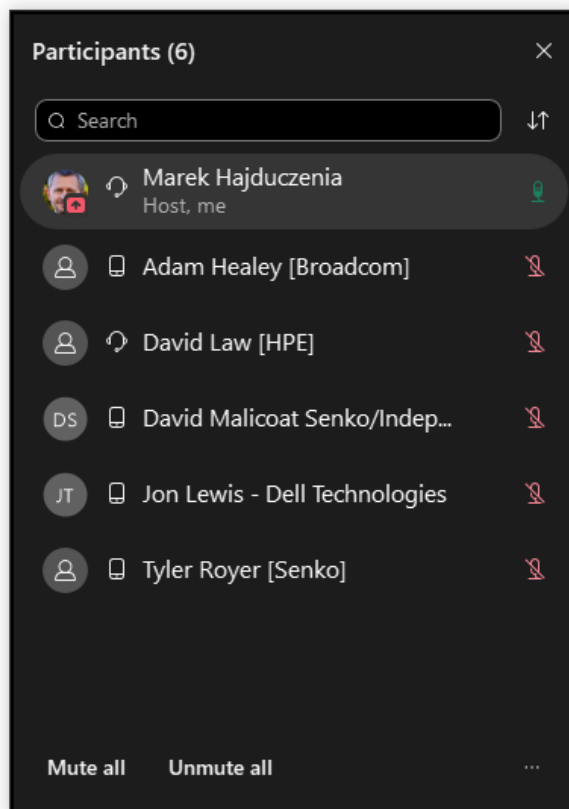 Participants (6)
Search
Marek Hajduczenia
Host, me
Adam Healey [Broadcom]
David Law [HPE]
DS
David Malicoat Senko/Indep...
JT
Jon Lewis - Dell Technologies
Tyler Royer [Senko]
Mute all
Unmute all
...